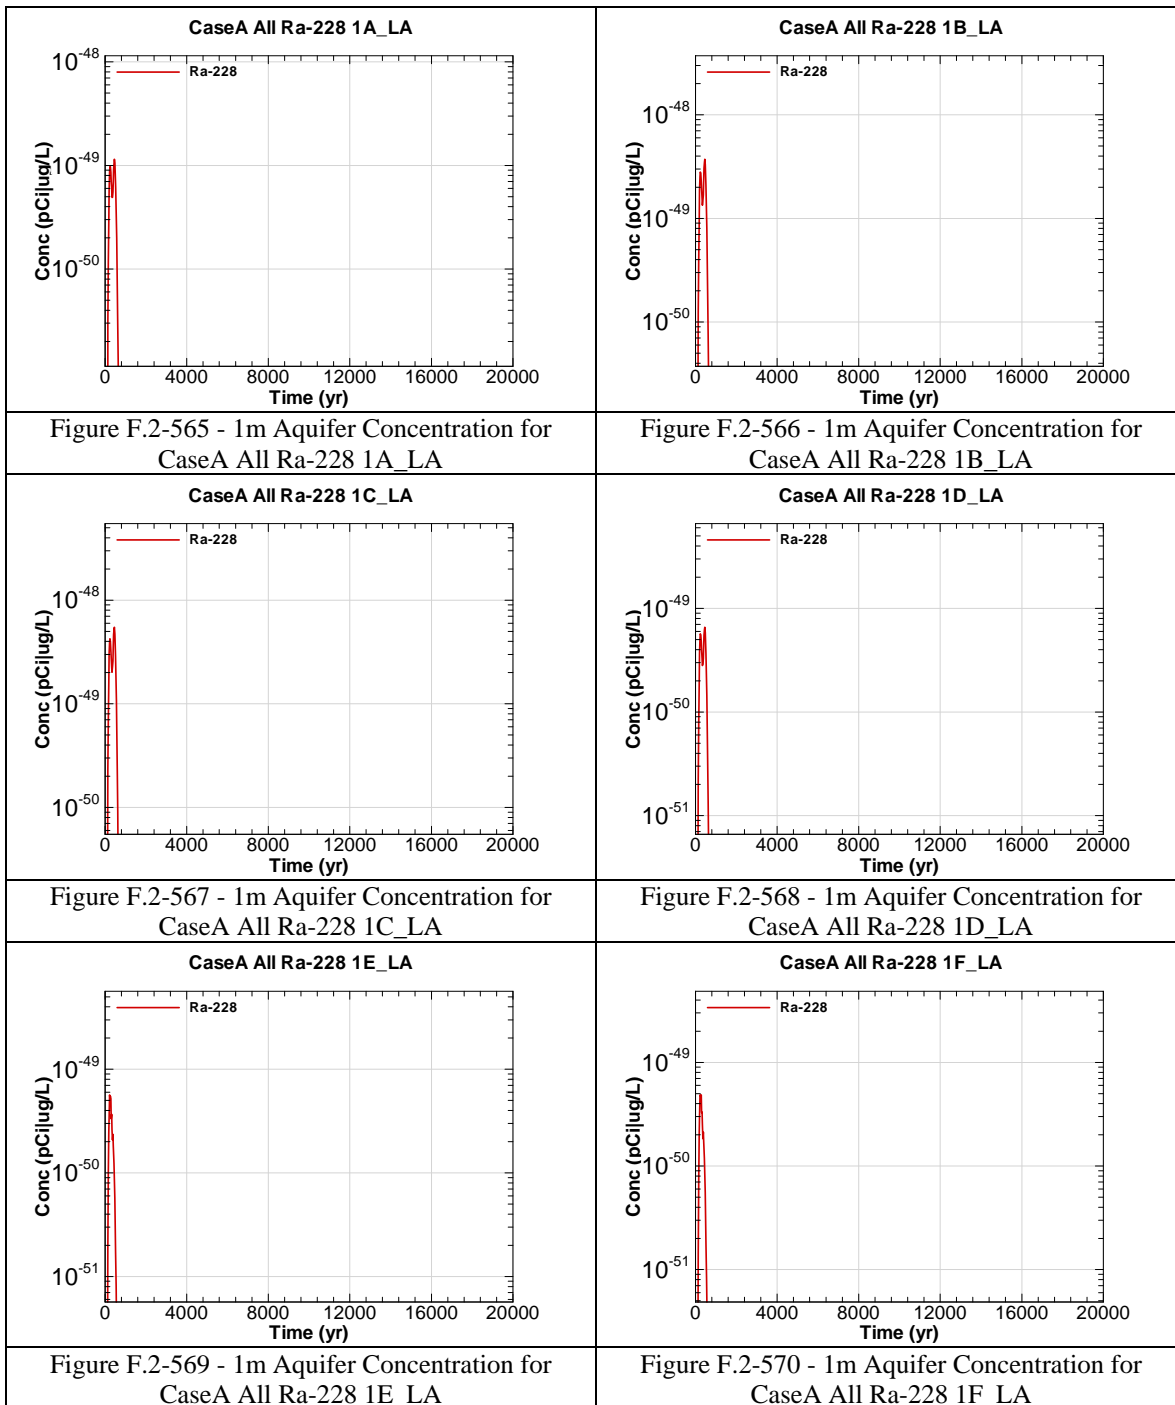 CaseA All Ra-228 1A_LA
Ra-228
10-48
10-49
10-50
Conc (pCi|ug/L)
0 4000 8000 12000 16000 20000
Time (yr)
Figure F.2-565 - 1m Aquifer Concentration for
CaseA All Ra-228 1A_LA
CaseA All Ra-228 1B_LA
Ra-228
10-48
10-49
10-50
Conc (pCi|ug/L)
0 4000 8000 12000 16000 20000
Time (yr)
Figure F.2-566 - 1m Aquifer Concentration for
CaseA All Ra-228 1B_LA
CaseA All Ra-228 1C_LA
Ra-228
10-48
10-49
10-50
Conc (pCi|ug/L)
0 4000 8000 12000 16000 20000
Time (yr)
Figure F.2-567 - 1m Aquifer Concentration for
CaseA All Ra-228 1C_LA
CaseA All Ra-228 1D_LA
Ra-228
10-49
10-50
10-51
Conc (pCi|ug/L)
0 4000 8000 12000 16000 20000
Time (yr)
Figure F.2-568 - 1m Aquifer Concentration for
CaseA All Ra-228 1D_LA
CaseA All Ra-228 1E_LA
Ra-228
10-49
10-50
10-51
Conc (pCi|ug/L)
0 4000 8000 12000 16000 20000
Time (yr)
Figure F.2-569 - 1m Aquifer Concentration for
CaseA All Ra-228 1E_LA
CaseA All Ra-228 1F_LA
Ra-228
10-49
10-50
10-51
Conc (pCi|ug/L)
0 4000 8000 12000 16000 20000
Time (yr)
Figure F.2-570 - 1m Aquifer Concentration for
CaseA All Ra-228 1F_LA